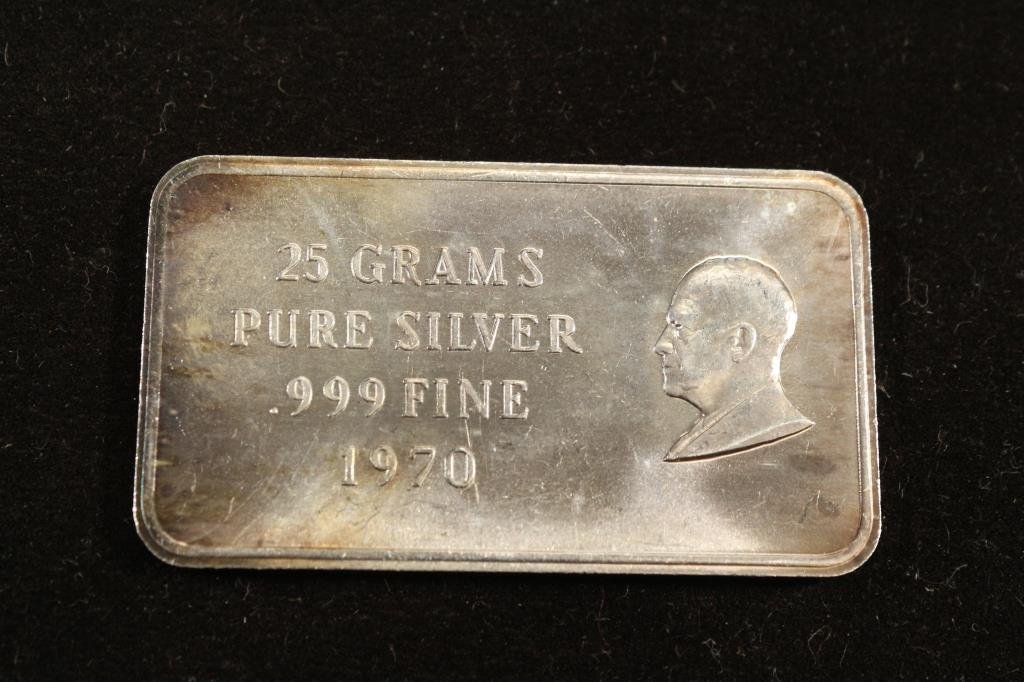 25 GRAMS
PURE SILVER
.999 FINE
1970